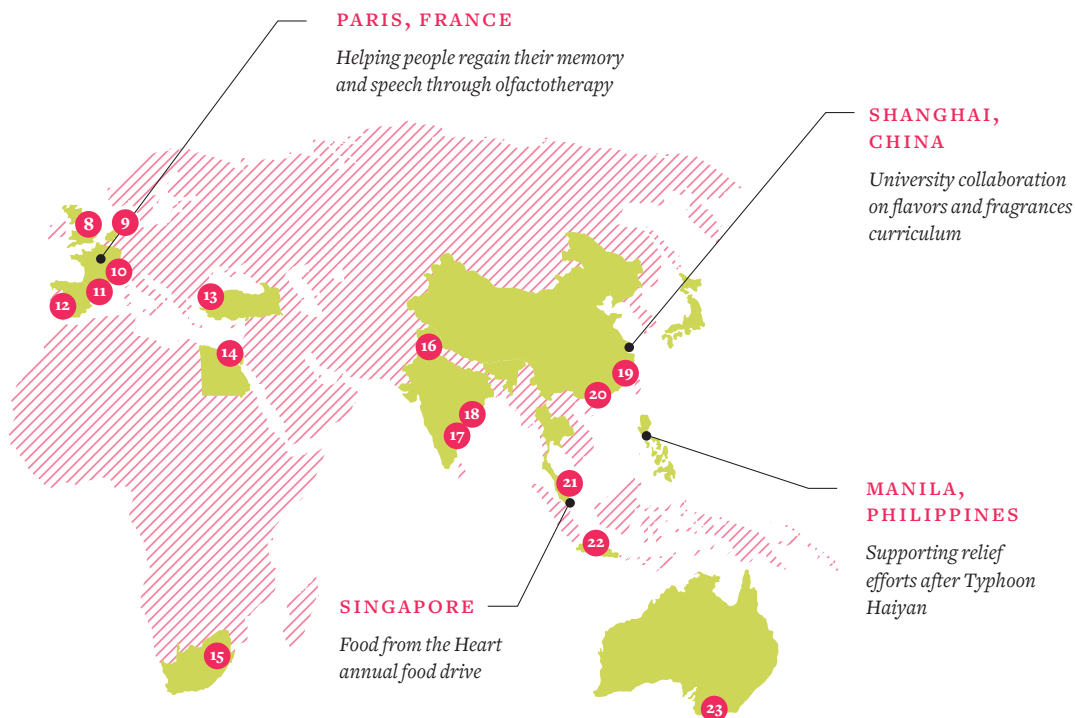 PARIS, FRANCE
Helping people regain their memory
and speech through olfactotherapy
SHANGHAI,
CHINA
University collaboration
on flavors and fragrances
curriculum
8
9
10
11
12
13
14
16
19
20
18
17
21
22
15
23
MANILA,
PHILIPPINES
Supporting relief
efforts after Typhoon
Haiyan
SINGAPORE
Food from the Heart
annual food drive